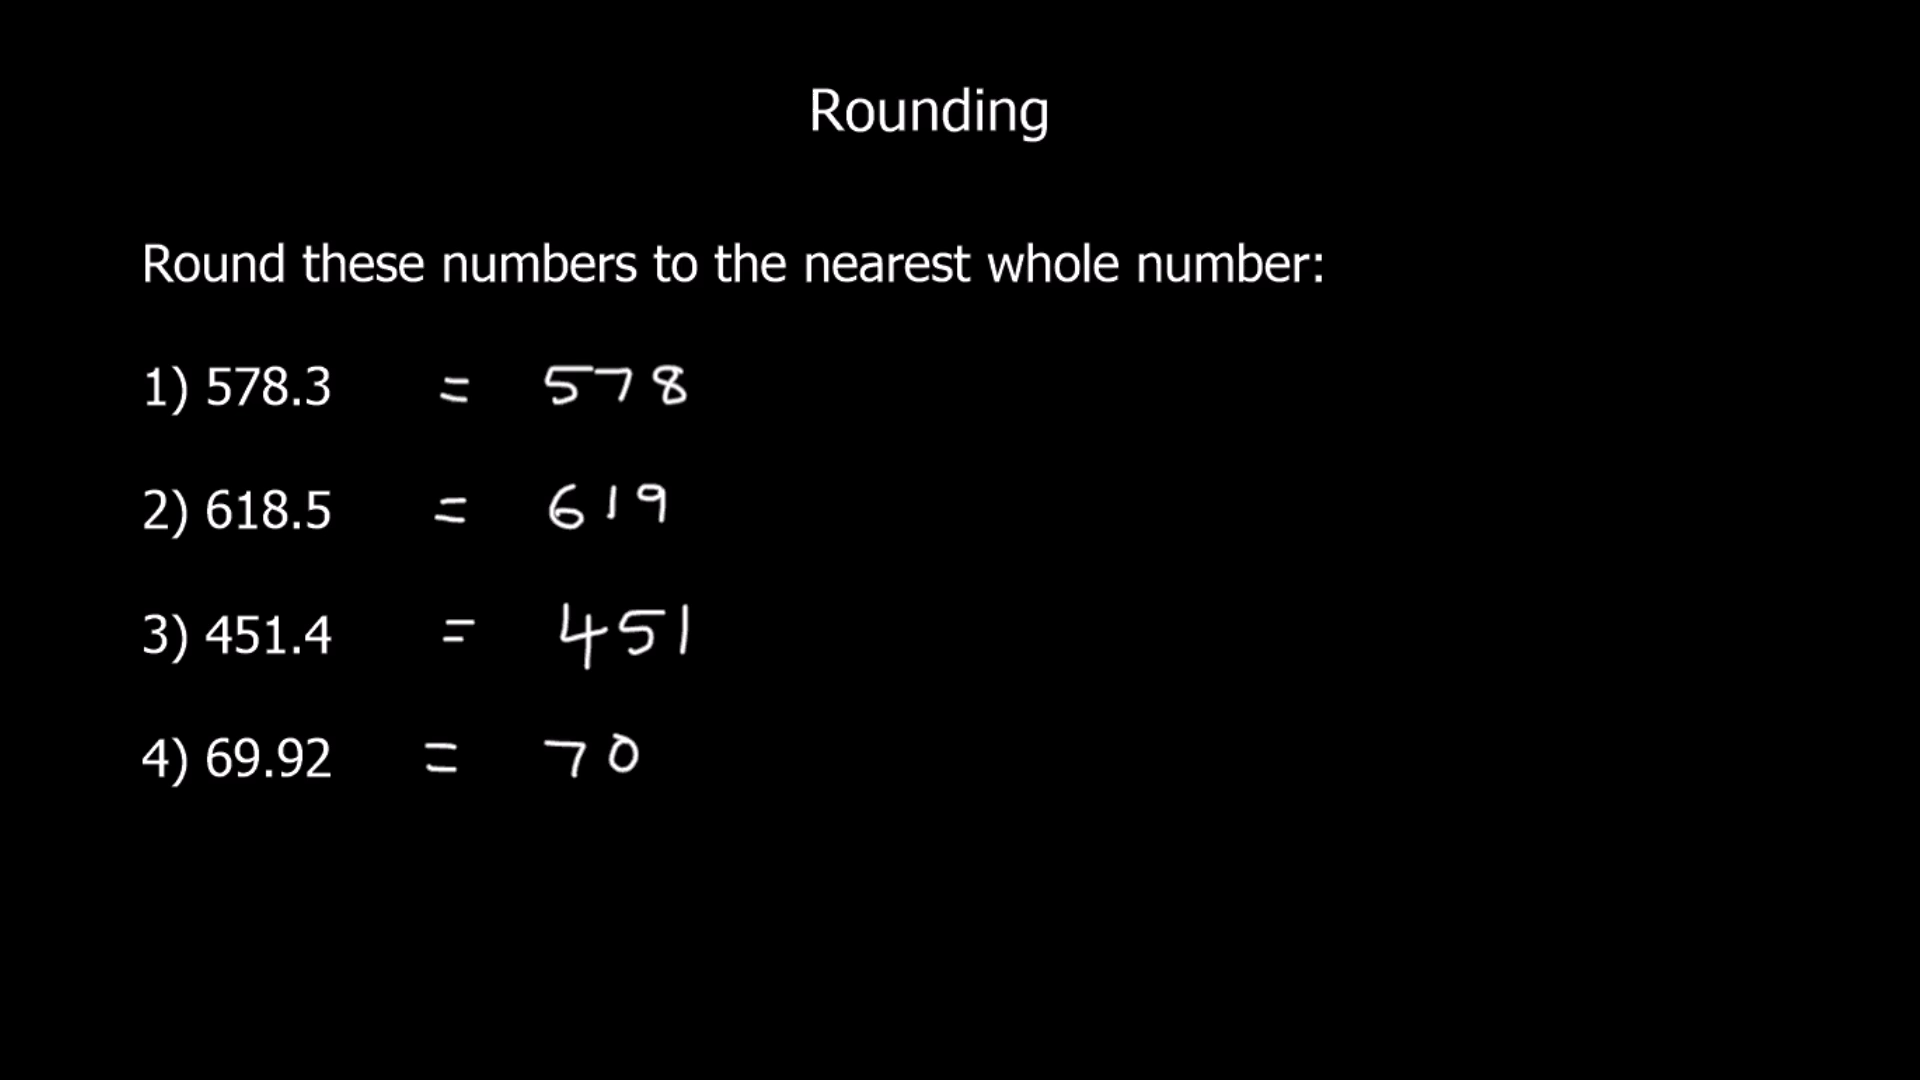 Rounding
Round these numbers to the nearest whole number:
1) 578.3 = 578
2) 618.5 = 619
3) 451.4 = 451
4) 69.92 = 70